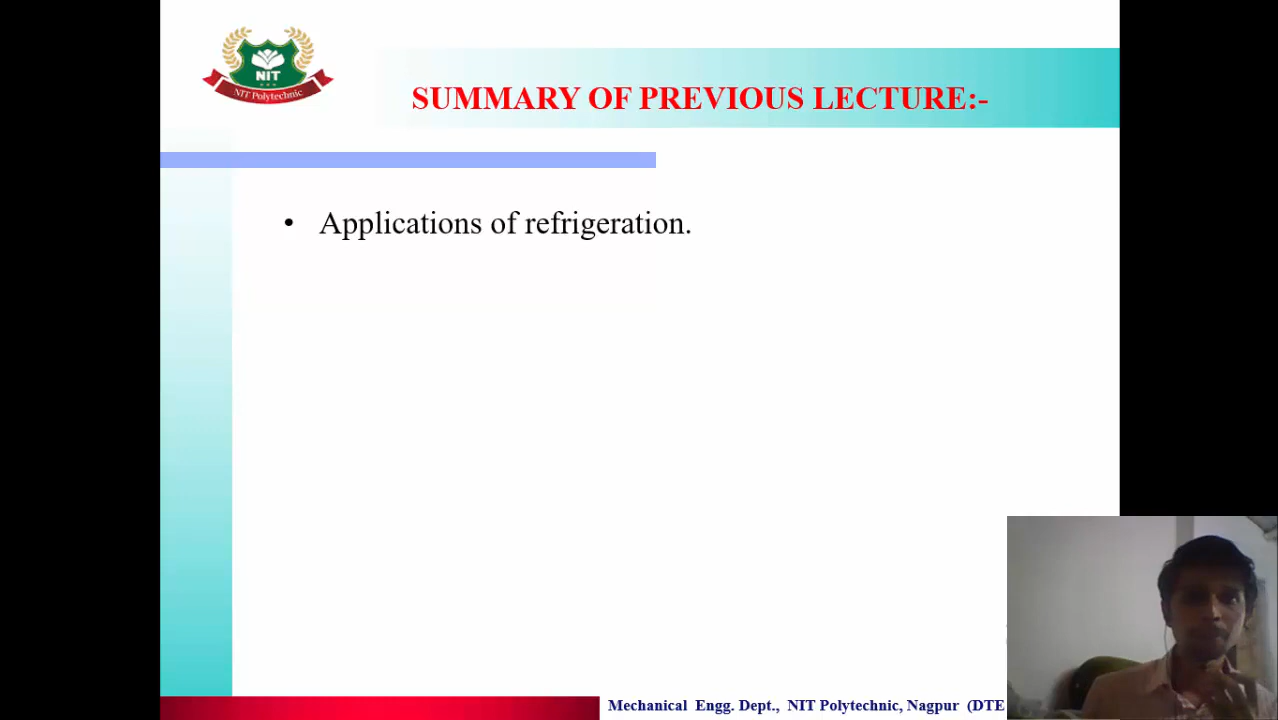 NIT
NIT Polytechnic
SUMMARY OF PREVIOUS LECTURE:-
• Applications of refrigeration.
Mechanical Engg. Dept., NIT Polytechnic, Nagpur (DTE